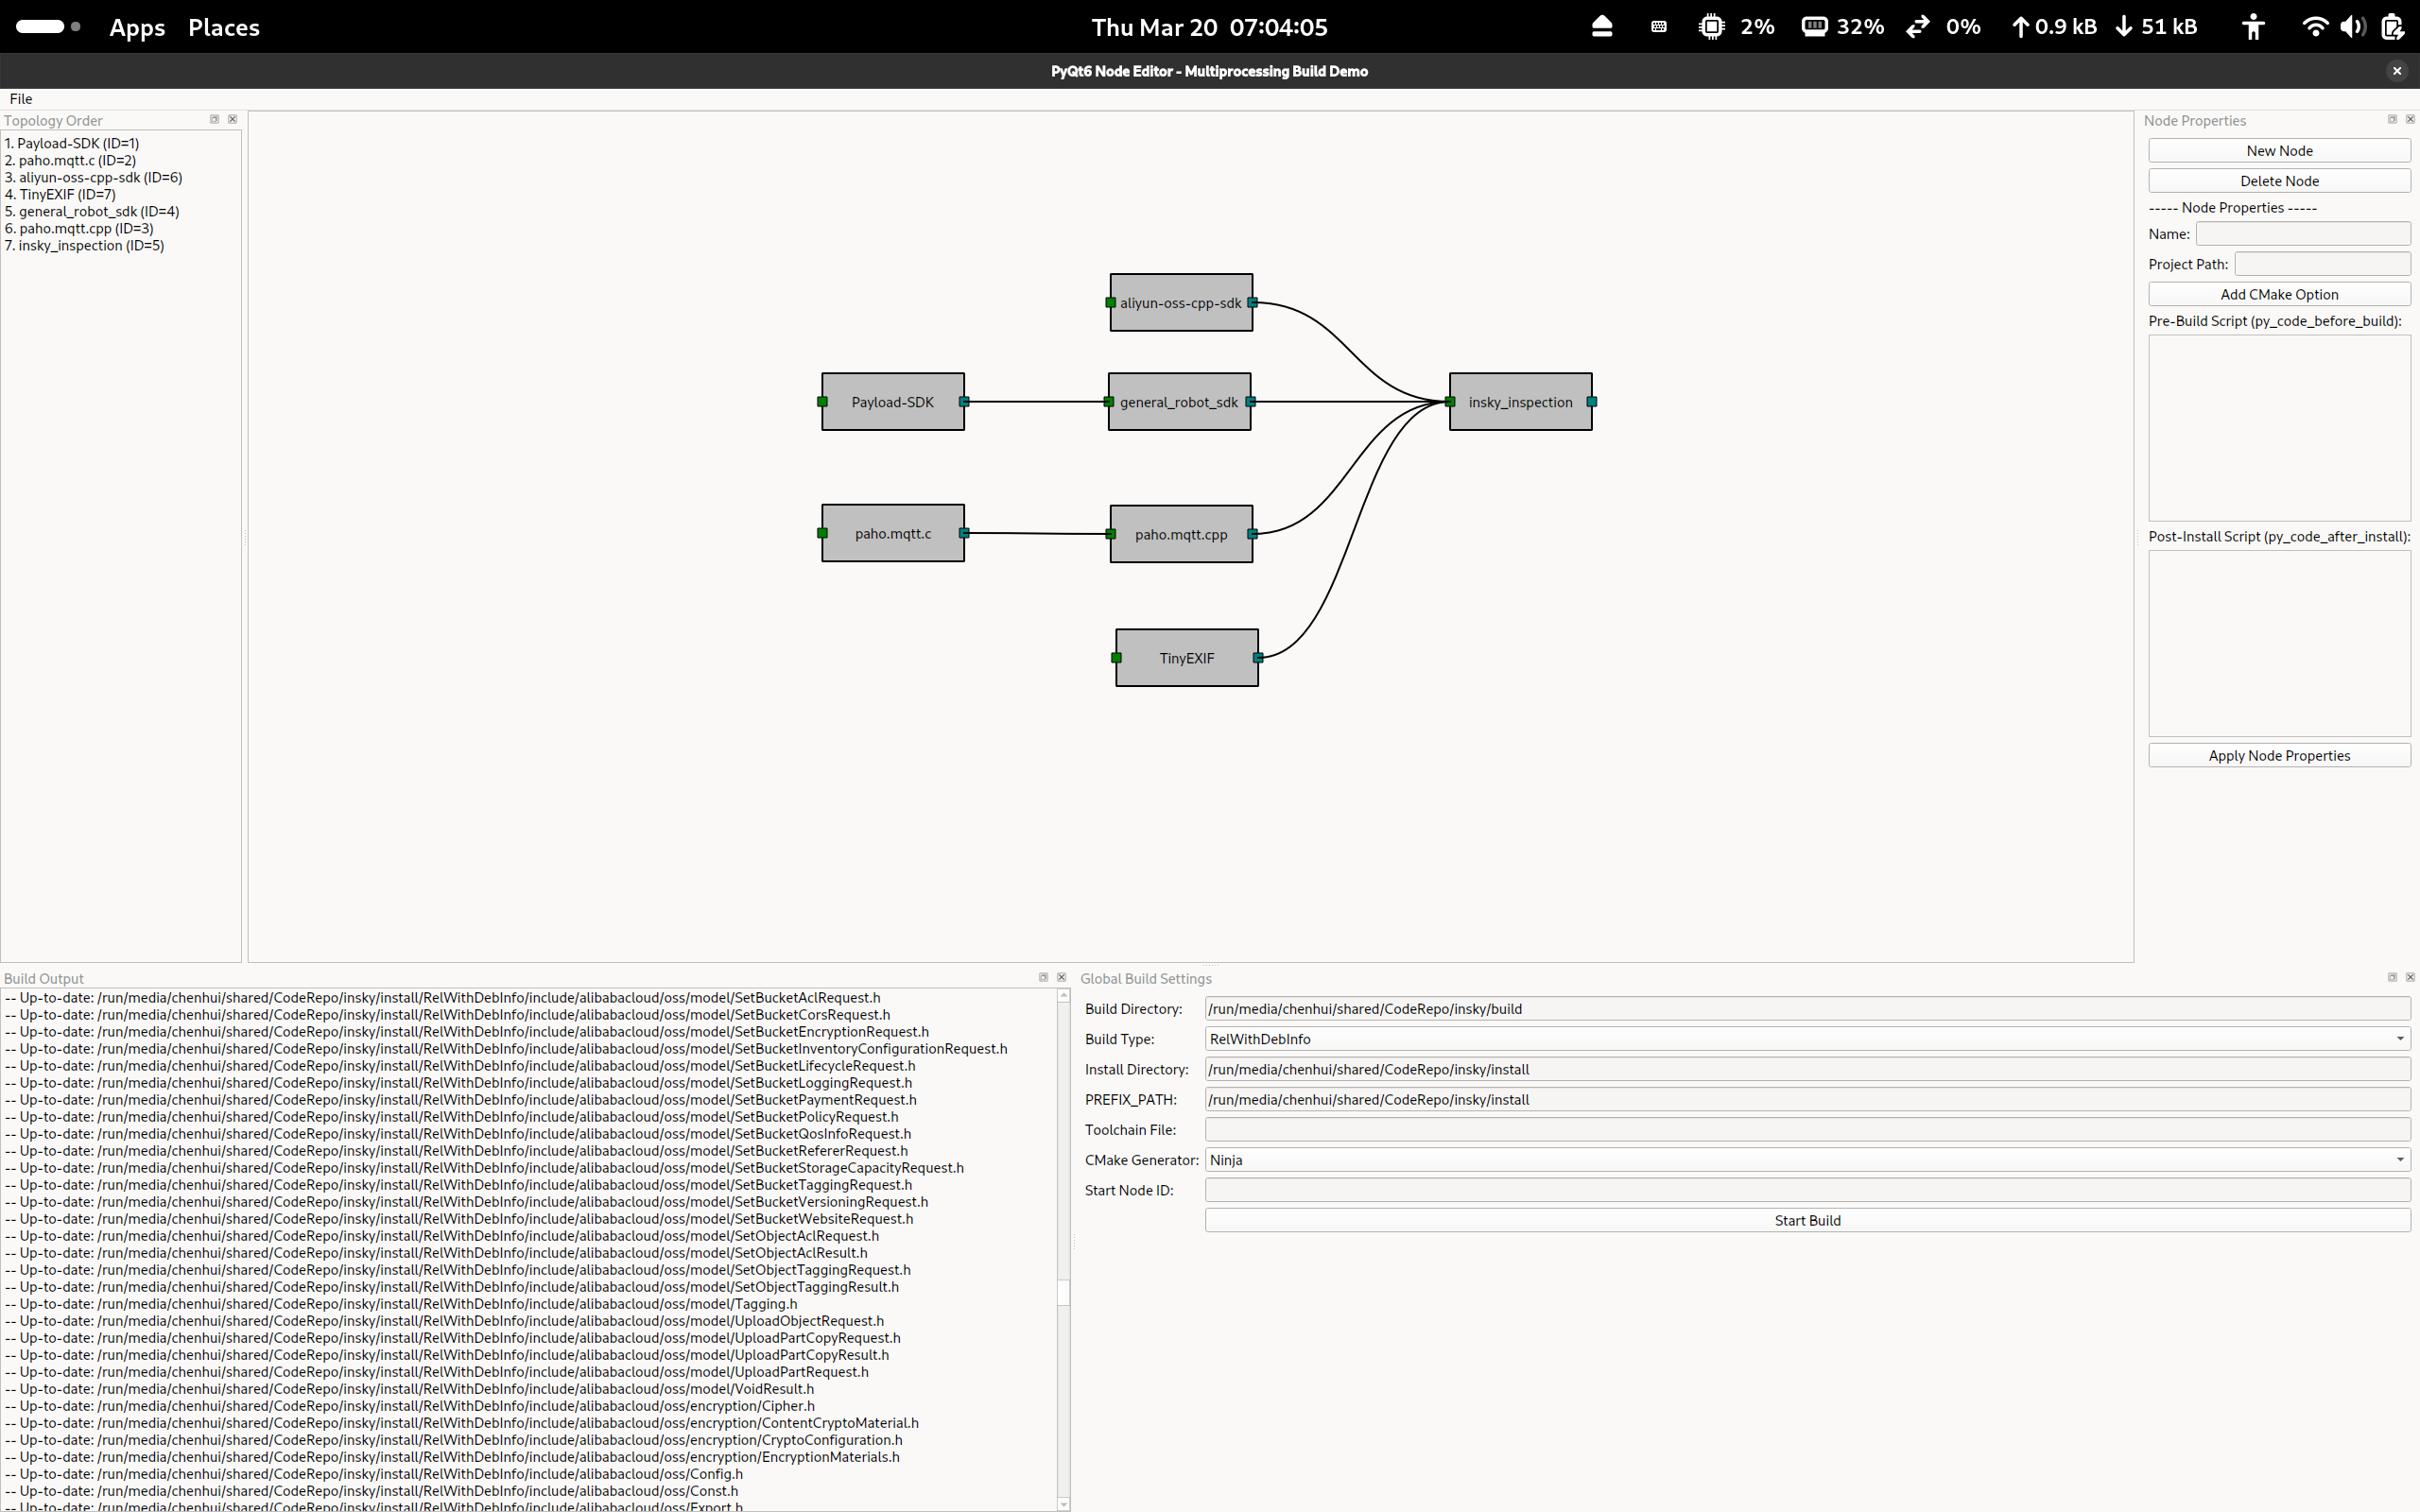 Apps Places Thu Mar 20 07:04:05 2% 32% 0% 0.9 kB 51 kB
PyQt6 Node Editor - Multiprocessing Build Demo
File
Topology Order
1. Payload-SDK (ID=1)
2. paho.mqtt.c (ID=2)
3. aliyun-oss-cpp-sdk (ID=6)
4. TinyEXIF (ID=7)
5. general_robot_sdk (ID=4)
6. paho.mqtt.cpp (ID=3)
7. insky_inspection (ID=5)
aliyun-oss-cpp-sdk
Payload-SDK
general_robot_sdk
insky_inspection
paho.mqtt.c
paho.mqtt.cpp
TinyEXIF
Node Properties
New Node
Delete Node
----- Node Properties -----
Name:
Project Path:
Add CMake Option
Pre-Build Script (py_code_before_build):
Post-Install Script (py_code_after_install):
Apply Node Properties
Build Output
-- Up-to-date: /run/media/chenhui/shared/CodeRepo/insky/install/RelWithDebInfo/include/alibabacloud/oss/model/SetBucketAclRequest.h
-- Up-to-date: /run/media/chenhui/shared/CodeRepo/insky/install/RelWithDebInfo/include/alibabacloud/oss/model/SetBucketCorsRequest.h
-- Up-to-date: /run/media/chenhui/shared/CodeRepo/insky/install/RelWithDebInfo/include/alibabacloud/oss/model/SetBucketEncryptionRequest.h
-- Up-to-date: /run/media/chenhui/shared/CodeRepo/insky/install/RelWithDebInfo/include/alibabacloud/oss/model/SetBucketInventoryConfigurationRequest.h
-- Up-to-date: /run/media/chenhui/shared/CodeRepo/insky/install/RelWithDebInfo/include/alibabacloud/oss/model/SetBucketLifecycleRequest.h
-- Up-to-date: /run/media/chenhui/shared/CodeRepo/insky/install/RelWithDebInfo/include/alibabacloud/oss/model/SetBucketLoggingRequest.h
-- Up-to-date: /run/media/chenhui/shared/CodeRepo/insky/install/RelWithDebInfo/include/alibabacloud/oss/model/SetBucketPaymentRequest.h
-- Up-to-date: /run/media/chenhui/shared/CodeRepo/insky/install/RelWithDebInfo/include/alibabacloud/oss/model/SetBucketPolicyRequest.h
-- Up-to-date: /run/media/chenhui/shared/CodeRepo/insky/install/RelWithDebInfo/include/alibabacloud/oss/model/SetBucketQosInfoRequest.h
-- Up-to-date: /run/media/chenhui/shared/CodeRepo/insky/install/RelWithDebInfo/include/alibabacloud/oss/model/SetBucketRefererRequest.h
-- Up-to-date: /run/media/chenhui/shared/CodeRepo/insky/install/RelWithDebInfo/include/alibabacloud/oss/model/SetBucketStorageCapacityRequest.h
-- Up-to-date: /run/media/chenhui/shared/CodeRepo/insky/install/RelWithDebInfo/include/alibabacloud/oss/model/SetBucketTaggingRequest.h
-- Up-to-date: /run/media/chenhui/shared/CodeRepo/insky/install/RelWithDebInfo/include/alibabacloud/oss/model/SetBucketVersioningRequest.h
-- Up-to-date: /run/media/chenhui/shared/CodeRepo/insky/install/RelWithDebInfo/include/alibabacloud/oss/model/SetBucketWebsiteRequest.h
-- Up-to-date: /run/media/chenhui/shared/CodeRepo/insky/install/RelWithDebInfo/include/alibabacloud/oss/model/SetObjectAclRequest.h
-- Up-to-date: /run/media/chenhui/shared/CodeRepo/insky/install/RelWithDebInfo/include/alibabacloud/oss/model/SetObjectAclResult.h
-- Up-to-date: /run/media/chenhui/shared/CodeRepo/insky/install/RelWithDebInfo/include/alibabacloud/oss/model/SetObjectTaggingRequest.h
-- Up-to-date: /run/media/chenhui/shared/CodeRepo/insky/install/RelWithDebInfo/include/alibabacloud/oss/model/SetObjectTaggingResult.h
-- Up-to-date: /run/media/chenhui/shared/CodeRepo/insky/install/RelWithDebInfo/include/alibabacloud/oss/model/Tagging.h
-- Up-to-date: /run/media/chenhui/shared/CodeRepo/insky/install/RelWithDebInfo/include/alibabacloud/oss/model/UploadObjectRequest.h
-- Up-to-date: /run/media/chenhui/shared/CodeRepo/insky/install/RelWithDebInfo/include/alibabacloud/oss/model/UploadPartCopyRequest.h
-- Up-to-date: /run/media/chenhui/shared/CodeRepo/insky/install/RelWithDebInfo/include/alibabacloud/oss/model/UploadPartCopyResult.h
-- Up-to-date: /run/media/chenhui/shared/CodeRepo/insky/install/RelWithDebInfo/include/alibabacloud/oss/model/UploadPartRequest.h
-- Up-to-date: /run/media/chenhui/shared/CodeRepo/insky/install/RelWithDebInfo/include/alibabacloud/oss/model/VoidResult.h
-- Up-to-date: /run/media/chenhui/shared/CodeRepo/insky/install/RelWithDebInfo/include/alibabacloud/oss/encryption/Cipher.h
-- Up-to-date: /run/media/chenhui/shared/CodeRepo/insky/install/RelWithDebInfo/include/alibabacloud/oss/encryption/ContentCryptoMaterial.h
-- Up-to-date: /run/media/chenhui/shared/CodeRepo/insky/install/RelWithDebInfo/include/alibabacloud/oss/encryption/CryptoConfiguration.h
-- Up-to-date: /run/media/chenhui/shared/CodeRepo/insky/install/RelWithDebInfo/include/alibabacloud/oss/encryption/EncryptionMaterials.h
-- Up-to-date: /run/media/chenhui/shared/CodeRepo/insky/install/RelWithDebInfo/include/alibabacloud/oss/Config.h
-- Up-to-date: /run/media/chenhui/shared/CodeRepo/insky/install/RelWithDebInfo/include/alibabacloud/oss/Const.h
-- Up-to-date: /run/media/chenhui/shared/CodeRepo/insky/install/RelWithDebInfo/include/alibabacloud/oss/Export.h
Global Build Settings
Build Directory: /run/media/chenhui/shared/CodeRepo/insky/build
Build Type: RelWithDebInfo
Install Directory: /run/media/chenhui/shared/CodeRepo/insky/install
PREFIX_PATH: /run/media/chenhui/shared/CodeRepo/insky/install
Toolchain File:
CMake Generator: Ninja
Start Node ID:
Start Build